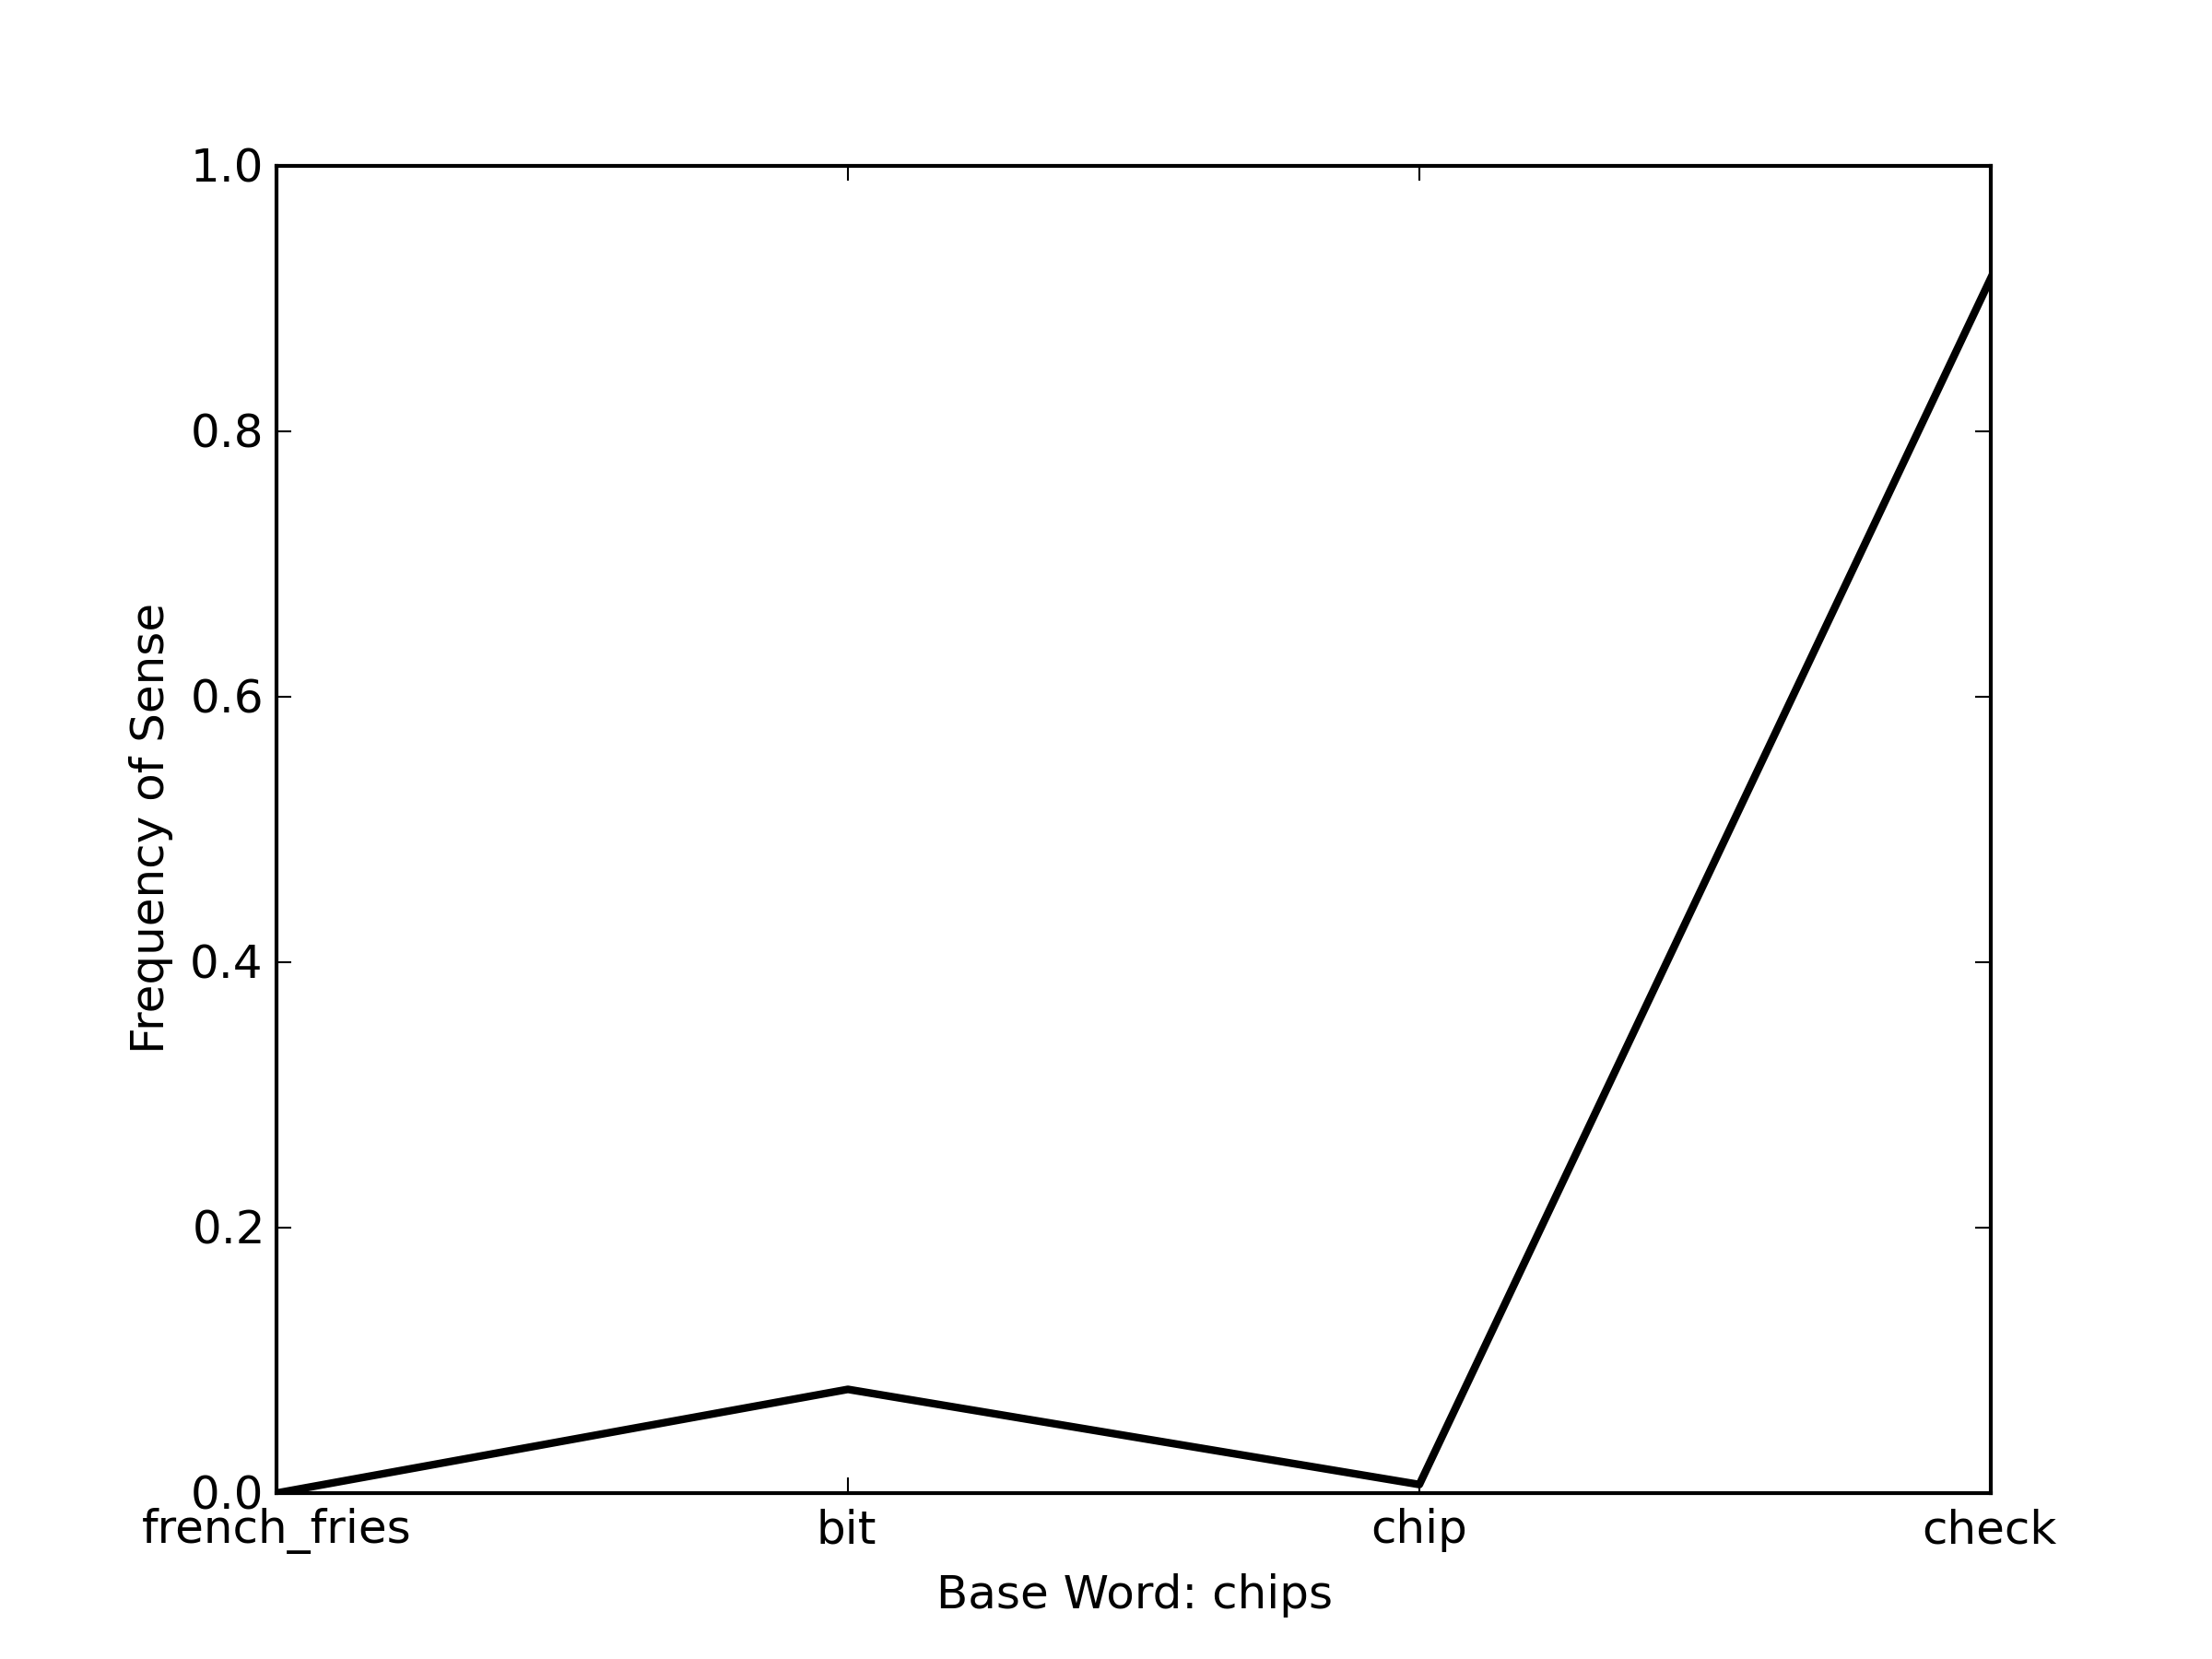 1.0
0.8
0.6
0.4
0.2
0.0
Frequency of Sense
french_fries
bit
chip
check
Base Word: chips